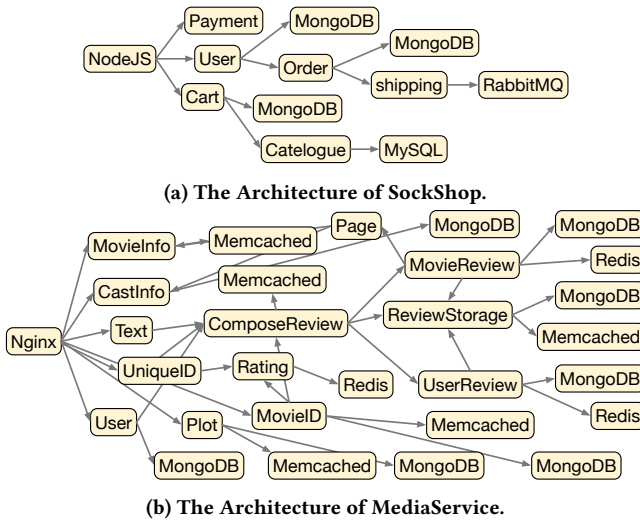 Payment
MongoDB
NodeJS
User
MongoDB
Order
Cart
shipping
RabbitMQ
MongoDB
Catelogue
MySQL
(a) The Architecture of SockShop.
MovieInfo
Memcached
Page
MongoDB
MongoDB
CastInfo
Memcached
MovieReview
Redis
Nginx
Text
ComposeReview
ReviewStorage
MongoDB
Memcached
UniqueID
Rating
Redis
UserReview
MongoDB
User
Plot
MovieID
Memcached
Redis
MongoDB
Memcached
MongoDB
MongoDB
(b) The Architecture of MediaService.